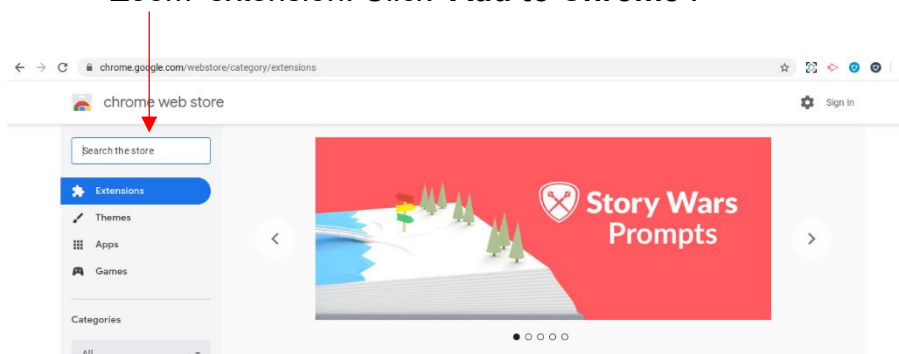 chrome.google.com/webstore/category/extensions
chrome web store
Sign in
Search the store
Extensions
Themes
Apps
Games
Categories
All
Story Wars
Prompts